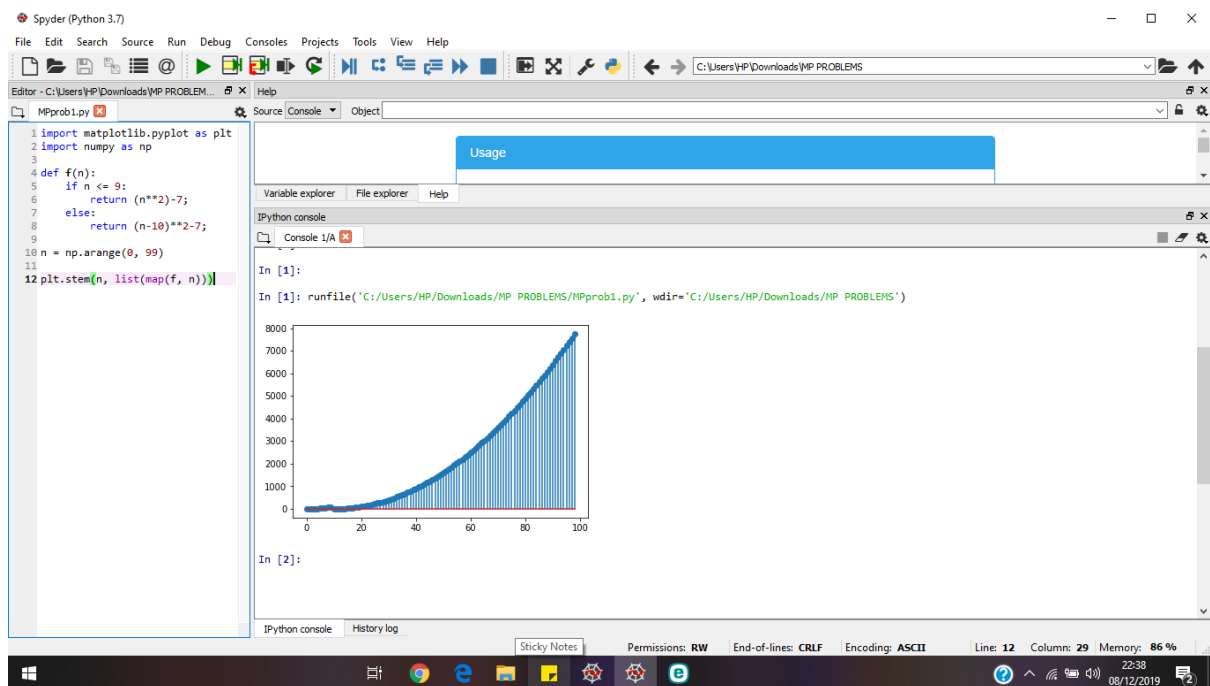 Spyder (Python 3.7)
File Edit Search Source Run Debug Consoles Projects Tools View Help
C:\Users\HP\Downloads\MP PROBLEMS
Editor - C:\Users\HP\Downloads\MP PROBLEM...
MPprob1.py
1 import matplotlib.pyplot as plt
2 import numpy as np
3
4 def f(n):
5     if n <= 9:
6         return (n**2)-7;
7     else:
8         return (n-10)**2-7;
9
10 n = np.arange(0, 99)
11
12 plt.stem(n, list(map(f, n)))
Help
Source Console Object
Usage
Variable explorer File explorer Help
IPython console
Console 1/A
In [1]:
In [1]: runfile('C:/Users/HP/Downloads/MP PROBLEMS/MPprob1.py', wdir='C:/Users/HP/Downloads/MP PROBLEMS')
8000
7000
6000
5000
4000
3000
2000
1000
0
0 20 40 60 80 100
In [2]:
IPython console History log
Sticky Notes
Permissions: RW End-of-lines: CRLF Encoding: ASCII Line: 12 Column: 29 Memory: 86 %
22:38
08/12/2019
2